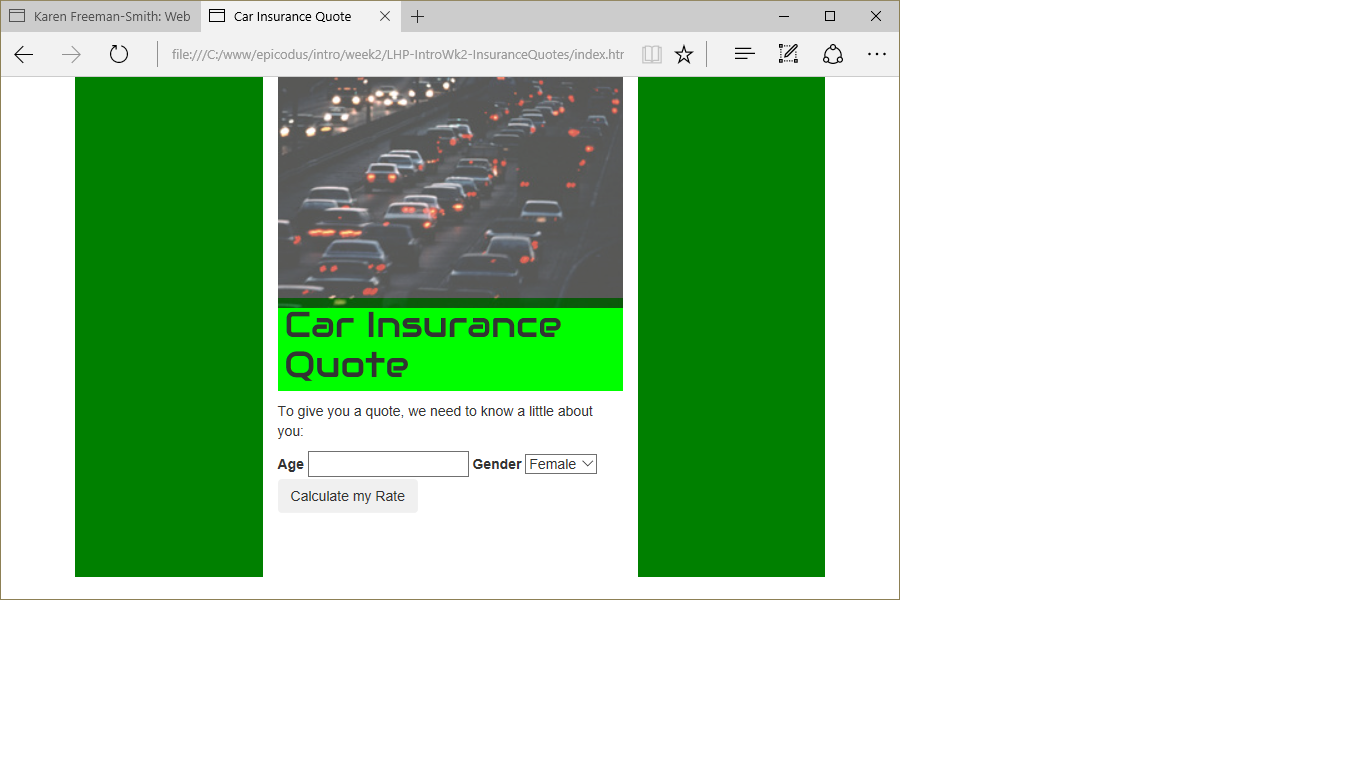 Karen Freeman-Smith: Web
Car Insurance Quote
file:///C:/www/epicodus/intro/week2/LHP-IntroWk2-InsuranceQuotes/index.htr
Car Insurance
Quote
To give you a quote, we need to know a little about
you:
Age Gender Female
Calculate my Rate